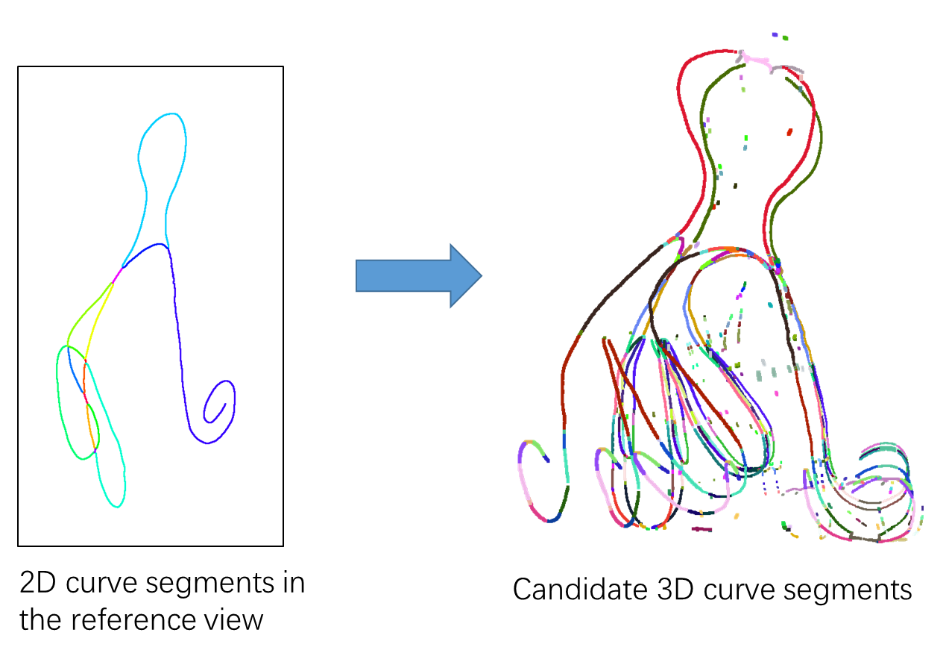 2D curve segments in
the reference view
Candidate 3D curve segments